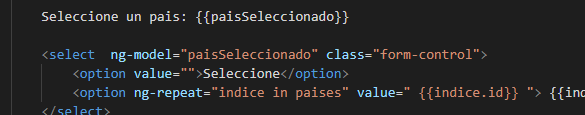 Seleccione un pais: {{paisSeleccionado}}
<select  ng-model="paisSeleccionado" class="form-control">
<option value="">Seleccione</option>
<option ng-repeat="indice in paises" value=" {{indice.id}} "> {{ind
</select>